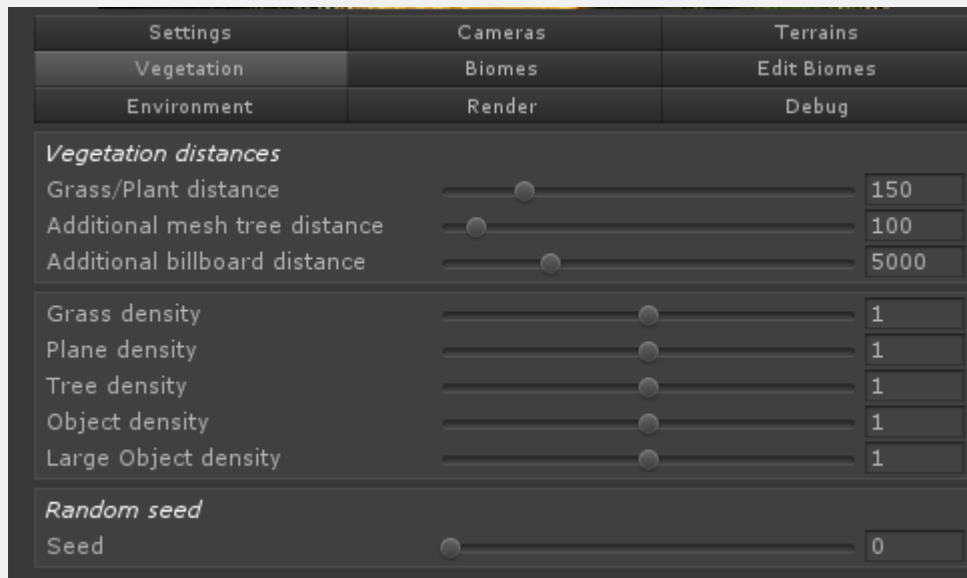 Settings Cameras Terrains
Vegetation Biomes Edit Biomes
Environment Render Debug
Vegetation distances
Grass/Plant distance 150
Additional mesh tree distance 100
Additional billboard distance 5000
Grass density 1
Plane density 1
Tree density 1
Object density 1
Large Object density 1
Random seed
Seed 0